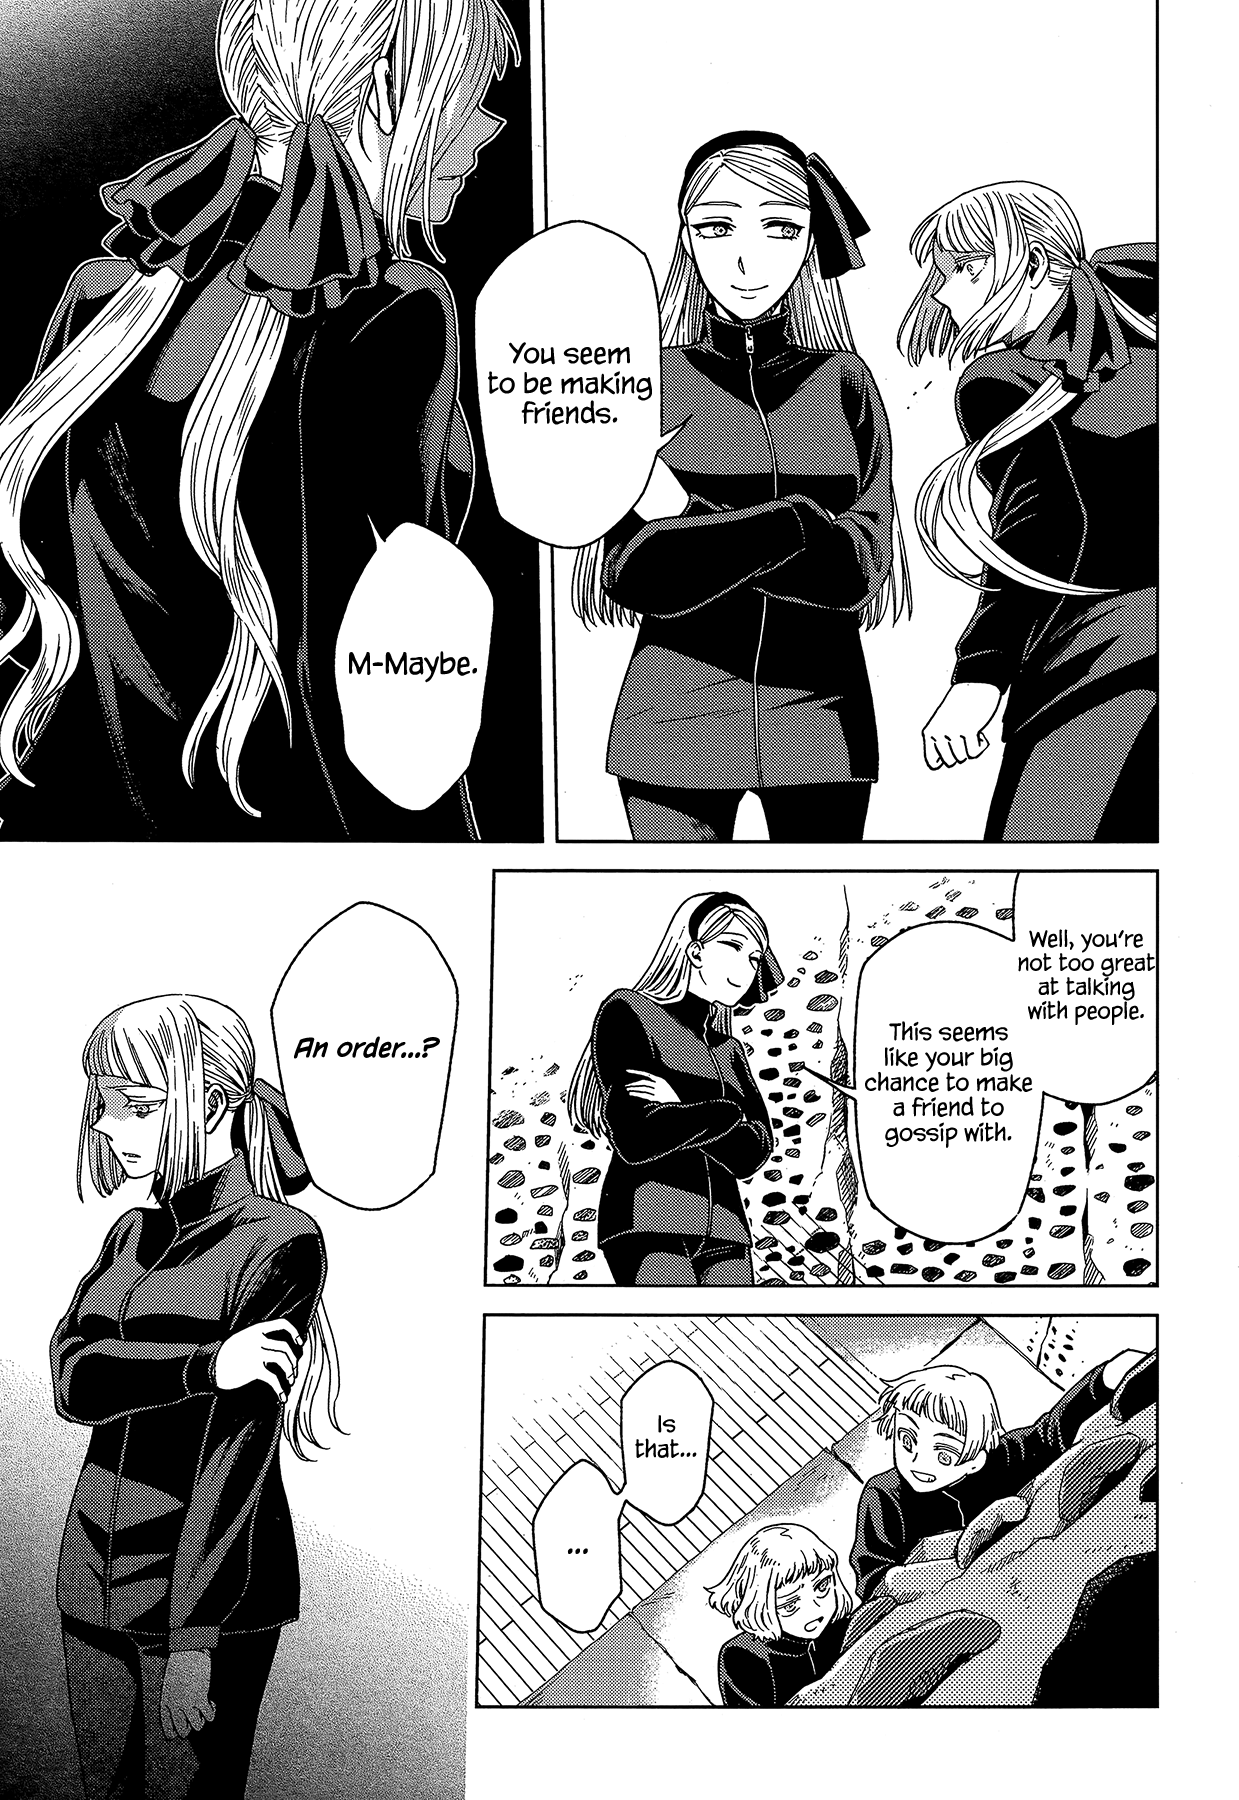 You seem
to be making
friends.
M-Maybe.
Well, you're
not too great
at talking
with people.
This seems
like your big
chance to make
a friend to
gossip with.
Is
that...
...
An order...?